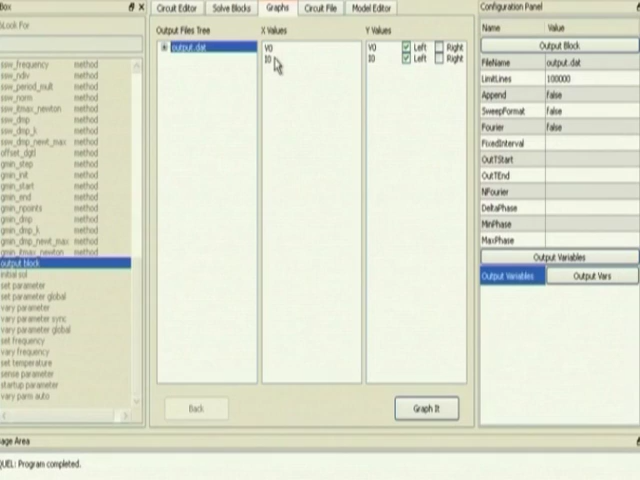 Box
Look For
ssw_frequency method
ssw_ndiv method
ssw_period_mult method
ssw_norm method
ssw_itmax_newton method
ssw_dmp method
ssw_dmp_k method
ssw_dmp_newt_max method
offset_dgtl method
gmin_step method
gmin_init method
gmin_start method
gmin_end method
gmin_npoints method
gmin_dmp method
gmin_dmp_k method
gmin_dmp_newt_max method
gmin_itmax_newton method
output block
initial sol
set parameter
set parameter global
vary parameter
vary parameter sync
vary parameter global
set frequency
vary frequency
set temperature
sense parameter
startup parameter
vary parm auto
Circuit Editor Solve Blocks Graphs Circuit File Model Editor
Output Files Tree X Values Y Values
output.dat
V0
I0
V0 Left Right
I0 Left Right
Back Graph It
Configuration Panel
Name Value
Output Block
FileName output.dat
LimitLines 100000
Append false
SweepFormat false
Fourier false
FixedInterval
OutTStart
OutTEnd
NFourier
DeltaPhase
MinPhase
MaxPhase
Output Variables
Output Variables Output Vars
age Area
QUEL: Program completed.